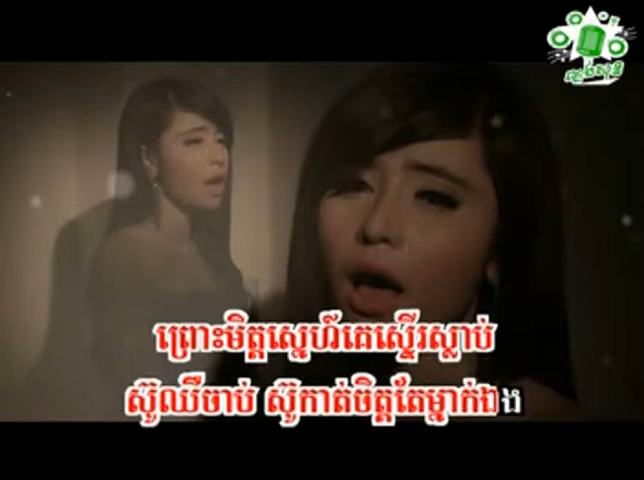 ព្រោះមិត្តស្នេហ៍គេស្ទើរស្លាប់
ស៊ូឈឺចាប់ ស៊ូកាត់ចិត្តតែម្នាក់ឯង